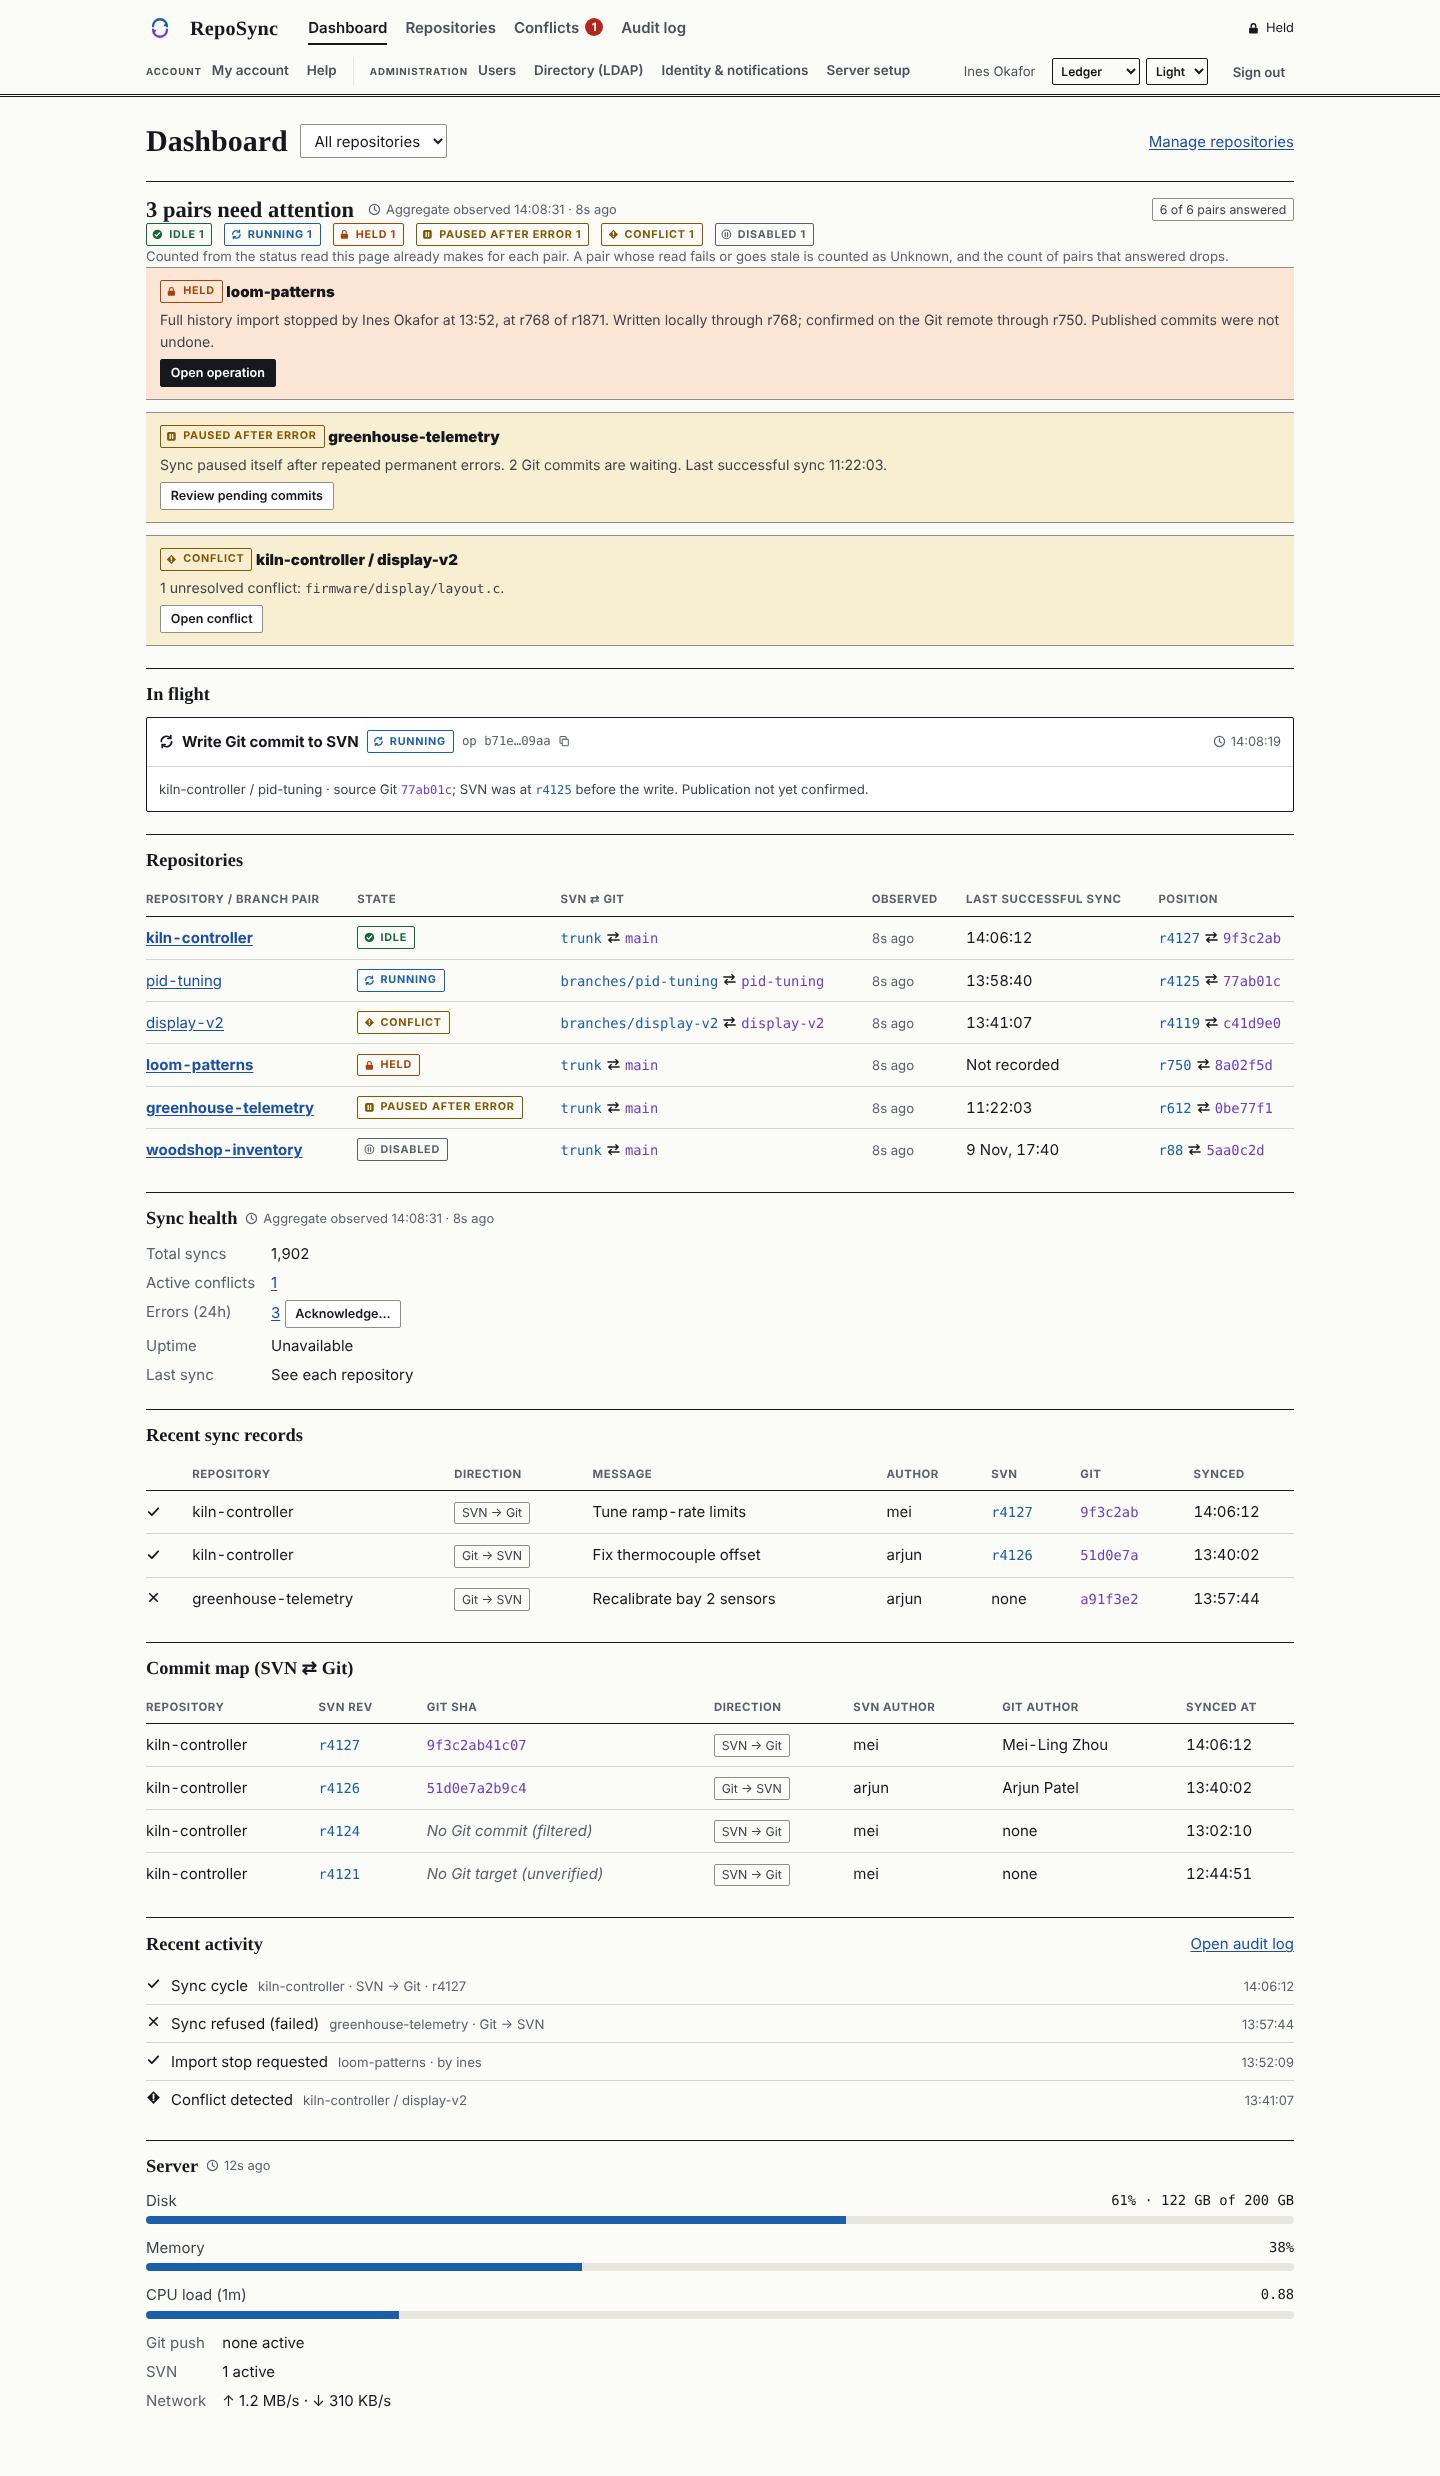 RepoSync Dashboard Repositories Conflicts 1 Audit log Held
ACCOUNT My account Help ADMINISTRATION Users Directory (LDAP) Identity & notifications Server setup Ines Okafor Ledger Light Sign out
Dashboard All repositories Manage repositories
3 pairs need attention Aggregate observed 14:08:31 · 8s ago 6 of 6 pairs answered
IDLE 1 RUNNING 1 HELD 1 PAUSED AFTER ERROR 1 CONFLICT 1 DISABLED 1
Counted from the status read this page already makes for each pair. A pair whose read fails or goes stale is counted as Unknown, and the count of pairs that answered drops.
HELD loom-patterns
Full history import stopped by Ines Okafor at 13:52, at r768 of r1871. Written locally through r768; confirmed on the Git remote through r750. Published commits were not
undone.
Open operation
PAUSED AFTER ERROR greenhouse-telemetry
Sync paused itself after repeated permanent errors. 2 Git commits are waiting. Last successful sync 11:22:03.
Review pending commits
CONFLICT kiln-controller / display-v2
1 unresolved conflict: firmware/display/layout.c.
Open conflict
In flight
Write Git commit to SVN RUNNING op b71e…09aa 14:08:19
kiln-controller / pid-tuning · source Git 77ab01c; SVN was at r4125 before the write. Publication not yet confirmed.
Repositories
REPOSITORY / BRANCH PAIR STATE SVN ⇄ GIT OBSERVED LAST SUCCESSFUL SYNC POSITION
kiln-controller IDLE trunk ⇄ main 8s ago 14:06:12 r4127 ⇄ 9f3c2ab
pid-tuning RUNNING branches/pid-tuning ⇄ pid-tuning 8s ago 13:58:40 r4125 ⇄ 77ab01c
display-v2 CONFLICT branches/display-v2 ⇄ display-v2 8s ago 13:41:07 r4119 ⇄ c41d9e0
loom-patterns HELD trunk ⇄ main 8s ago Not recorded r750 ⇄ 8a02f5d
greenhouse-telemetry PAUSED AFTER ERROR trunk ⇄ main 8s ago 11:22:03 r612 ⇄ 0be77f1
woodshop-inventory DISABLED trunk ⇄ main 8s ago 9 Nov, 17:40 r88 ⇄ 5aa0c2d
Sync health Aggregate observed 14:08:31 · 8s ago
Total syncs 1,902
Active conflicts 1
Errors (24h) 3 Acknowledge…
Uptime Unavailable
Last sync See each repository
Recent sync records
REPOSITORY DIRECTION MESSAGE AUTHOR SVN GIT SYNCED
kiln-controller SVN → Git Tune ramp-rate limits mei r4127 9f3c2ab 14:06:12
kiln-controller Git → SVN Fix thermocouple offset arjun r4126 51d0e7a 13:40:02
greenhouse-telemetry Git → SVN Recalibrate bay 2 sensors arjun none a91f3e2 13:57:44
Commit map (SVN ⇄ Git)
REPOSITORY SVN REV GIT SHA DIRECTION SVN AUTHOR GIT AUTHOR SYNCED AT
kiln-controller r4127 9f3c2ab41c07 SVN → Git mei Mei-Ling Zhou 14:06:12
kiln-controller r4126 51d0e7a2b9c4 Git → SVN arjun Arjun Patel 13:40:02
kiln-controller r4124 No Git commit (filtered) SVN → Git mei none 13:02:10
kiln-controller r4121 No Git target (unverified) SVN → Git mei none 12:44:51
Recent activity Open audit log
Sync cycle kiln-controller · SVN → Git · r4127 14:06:12
Sync refused (failed) greenhouse-telemetry · Git → SVN 13:57:44
Import stop requested loom-patterns · by ines 13:52:09
Conflict detected kiln-controller / display-v2 13:41:07
Server 12s ago
Disk 61% · 122 GB of 200 GB
Memory 38%
CPU load (1m) 0.88
Git push none active
SVN 1 active
Network ↑ 1.2 MB/s · ↓ 310 KB/s